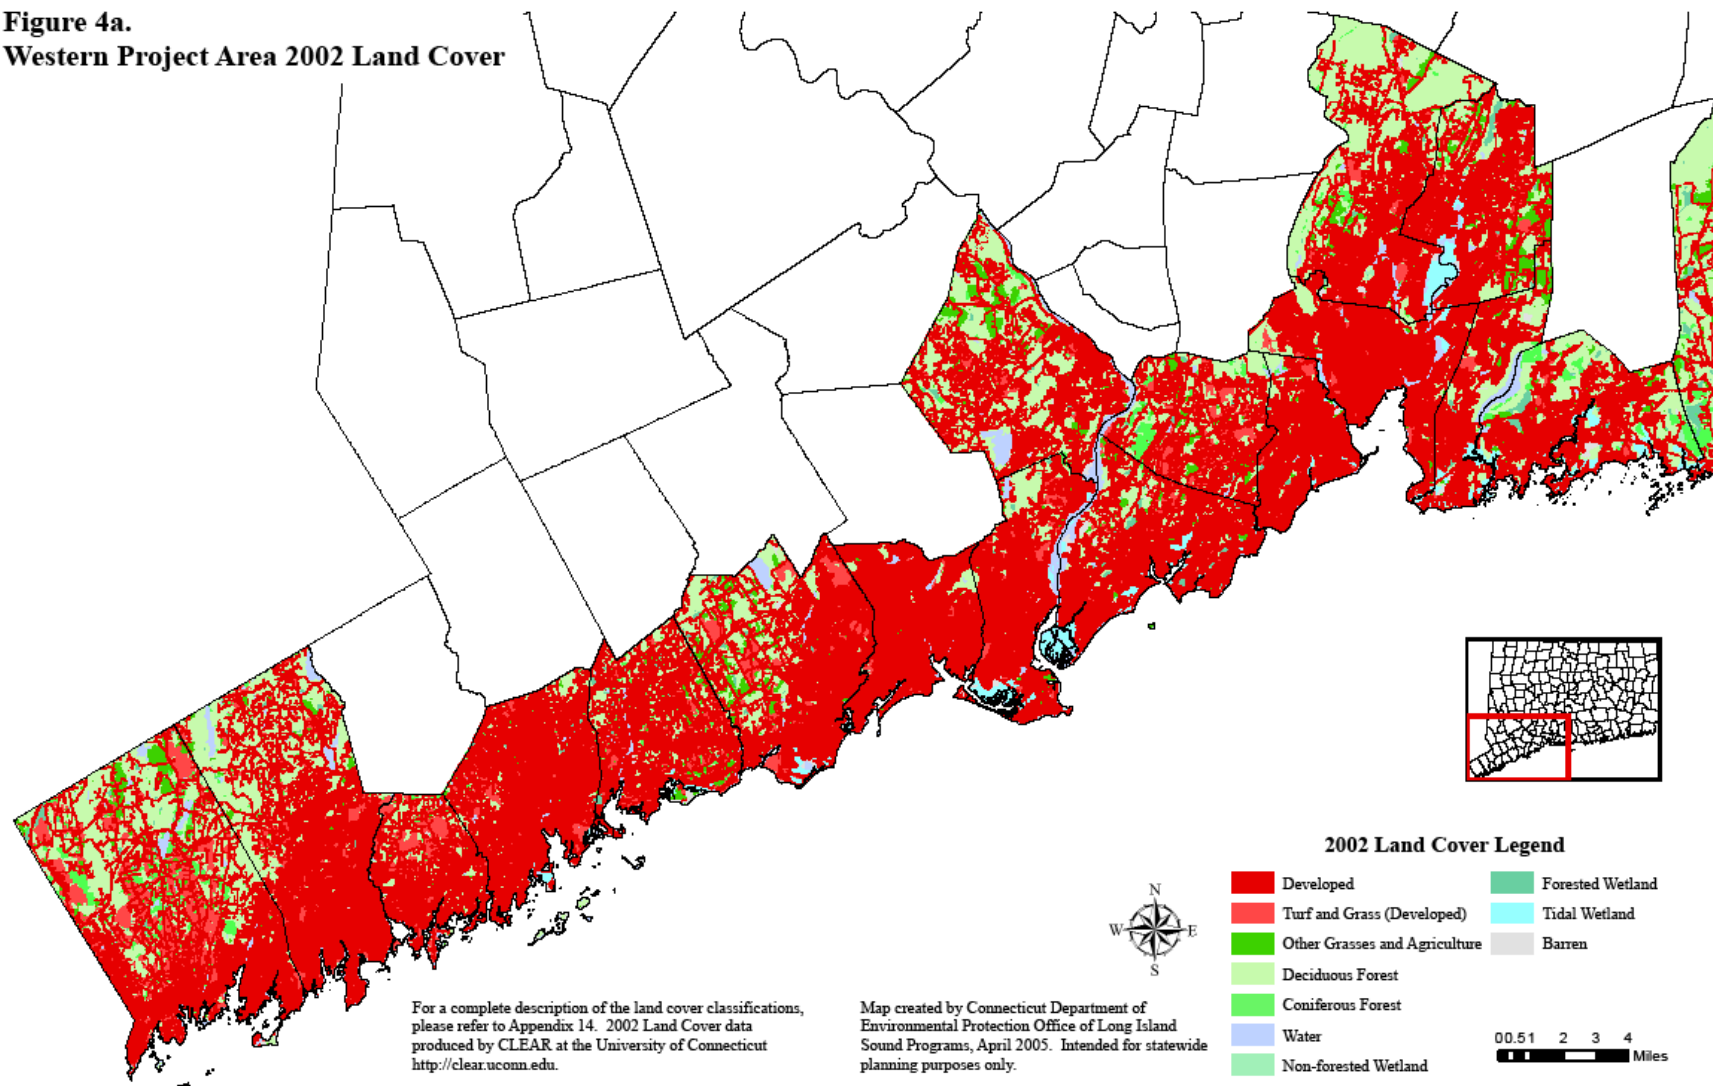 Figure 4a.
Western Project Area 2002 Land Cover
2002 Land Cover Legend
Developed
Turf and Grass (Developed)
Other Grasses and Agriculture
Deciduous Forest
Coniferous Forest
Water
Non-forested Wetland
Forested Wetland
Tidal Wetland
Barren
N
W E
S
For a complete description of the land cover classifications,
please refer to Appendix 14. 2002 Land Cover data
produced by CLEAR at the University of Connecticut
http://clear.uconn.edu.
Map created by Connecticut Department of
Environmental Protection Office of Long Island
Sound Programs, April 2005. Intended for statewide
planning purposes only.
0 0.5 1 2 3 4
Miles